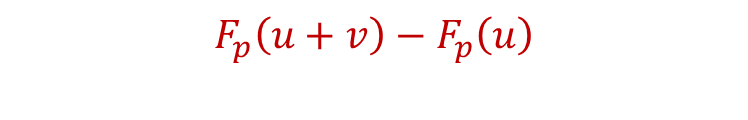 F_p(u + v) − F_p(u)